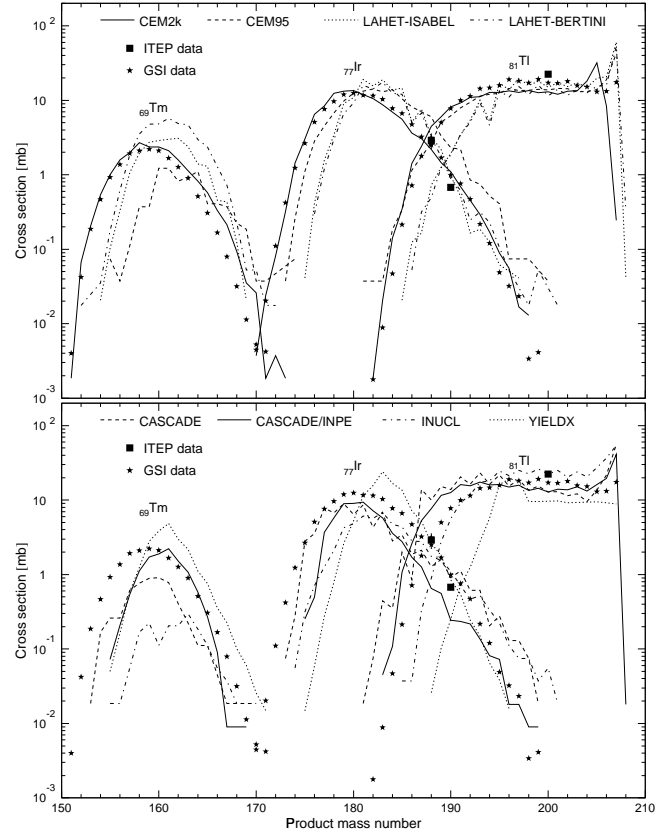 CEM2k CEM95 LAHET-ISABEL LAHET-BERTINI
ITEP data
GSI data
69Tm
77Ir
81Tl
Cross section [mb]
10 2
10
1
10 -1
10 -2
10 -3
CASCADE CASCADE/INPE INUCL YIELDX
ITEP data
GSI data
69Tm
77Ir
81Tl
Cross section [mb]
10 2
10
1
10 -1
10 -2
10 -3
150 160 170 180 190 200 210
Product mass number